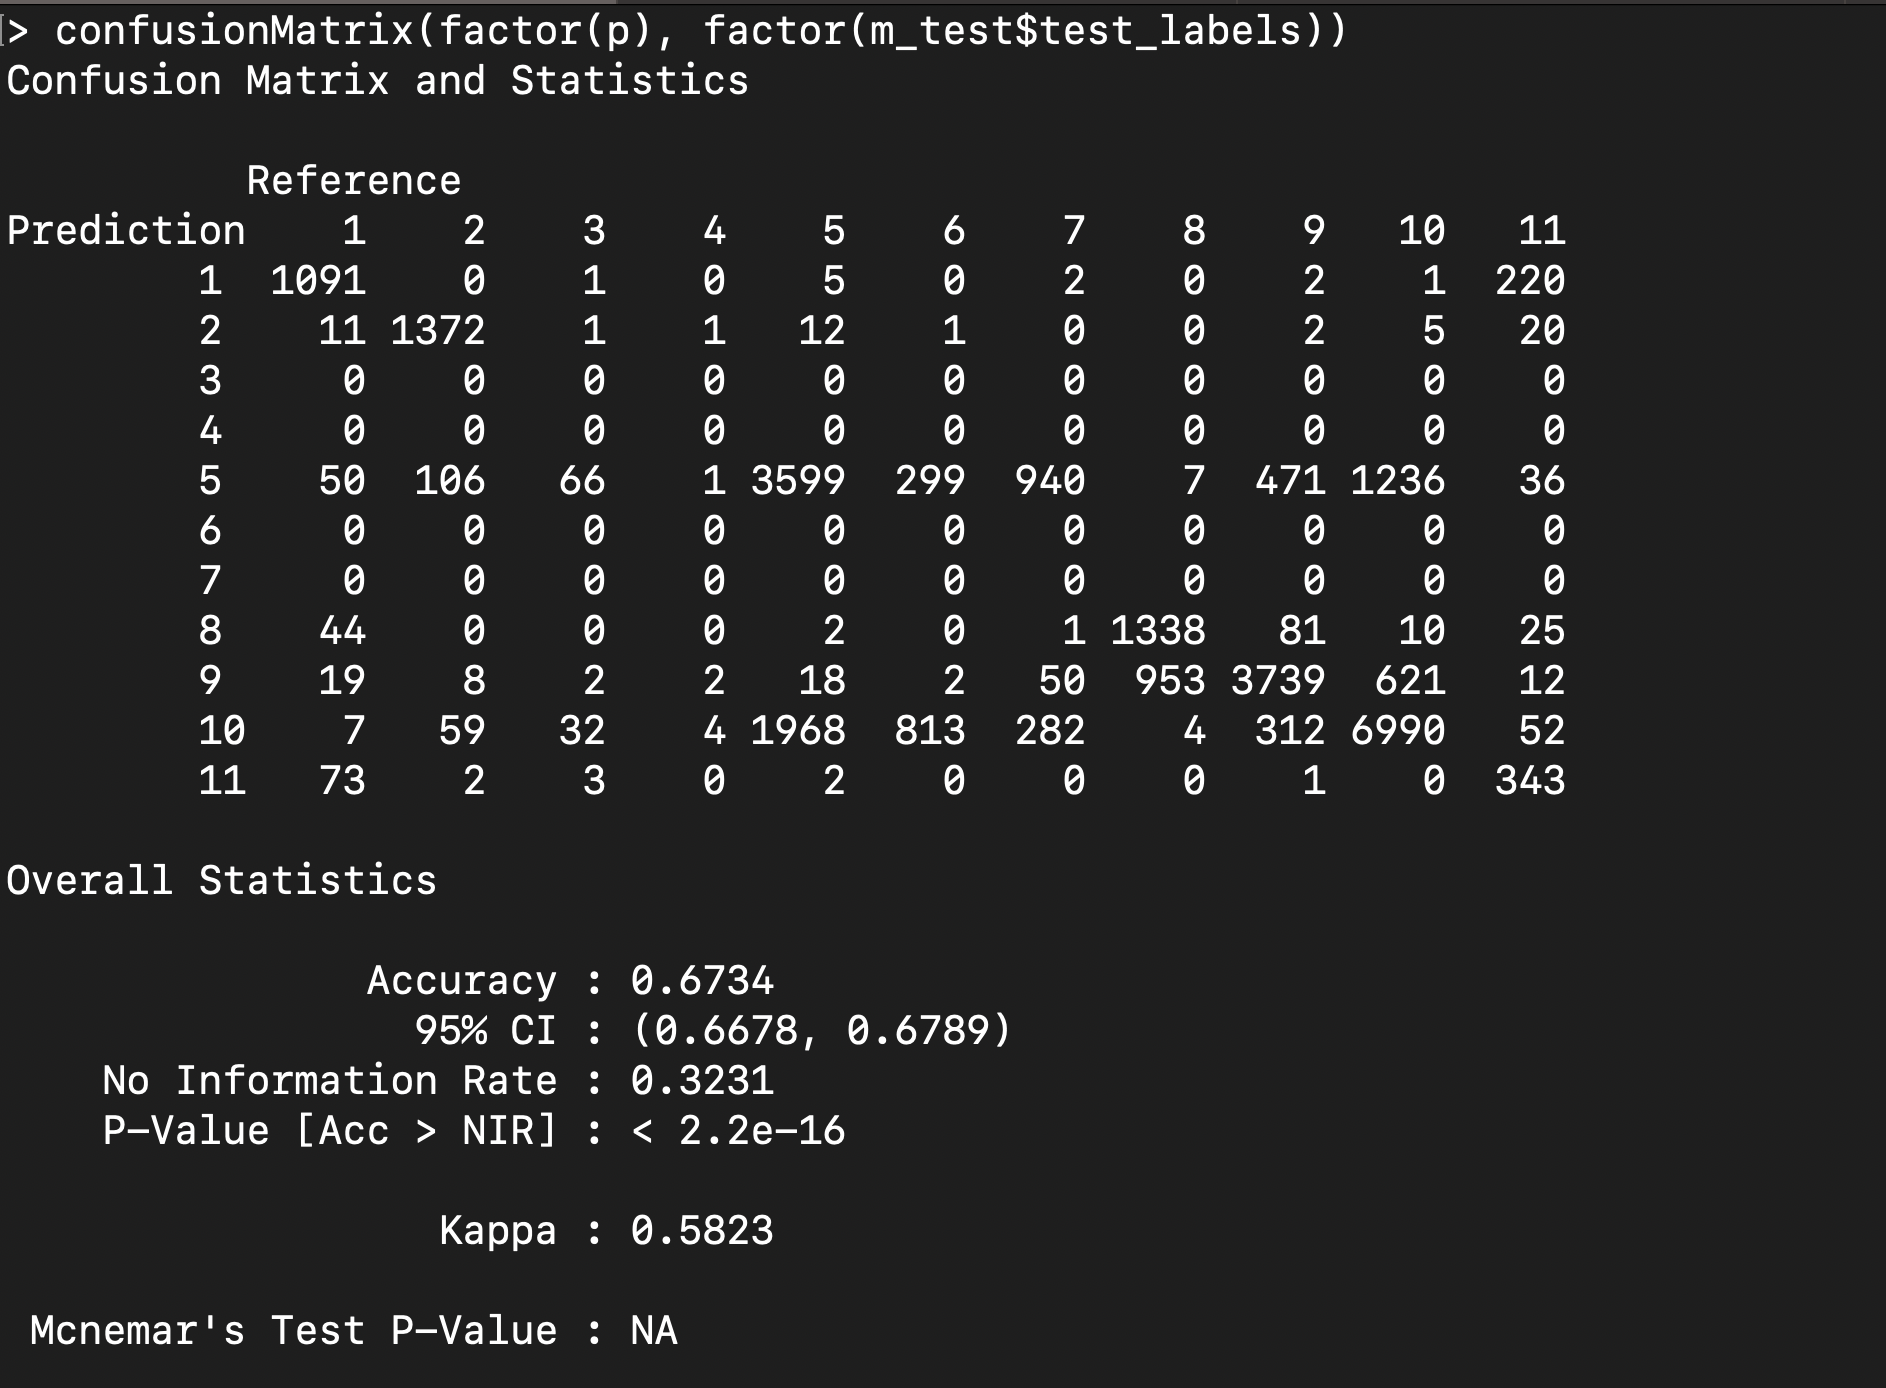 > confusionMatrix(factor(p), factor(m_test$test_labels))
Confusion Matrix and Statistics
Reference
Prediction 1 2 3 4 5 6 7 8 9 10 11
1 1091 0 1 0 5 0 2 0 2 1 220
2 11 1372 1 1 12 1 0 0 2 5 20
3 0 0 0 0 0 0 0 0 0 0 0
4 0 0 0 0 0 0 0 0 0 0 0
5 50 106 66 1 3599 299 940 7 471 1236 36
6 0 0 0 0 0 0 0 0 0 0 0
7 0 0 0 0 0 0 0 0 0 0 0
8 44 0 0 0 2 0 1 1338 81 10 25
9 19 8 2 2 18 2 50 953 3739 621 12
10 7 59 32 4 1968 813 282 4 312 6990 52
11 73 2 3 0 2 0 0 0 1 0 343
Overall Statistics
Accuracy : 0.6734
95% CI : (0.6678, 0.6789)
No Information Rate : 0.3231
P-Value [Acc > NIR] : < 2.2e-16
Kappa : 0.5823
Mcnemar's Test P-Value : NA